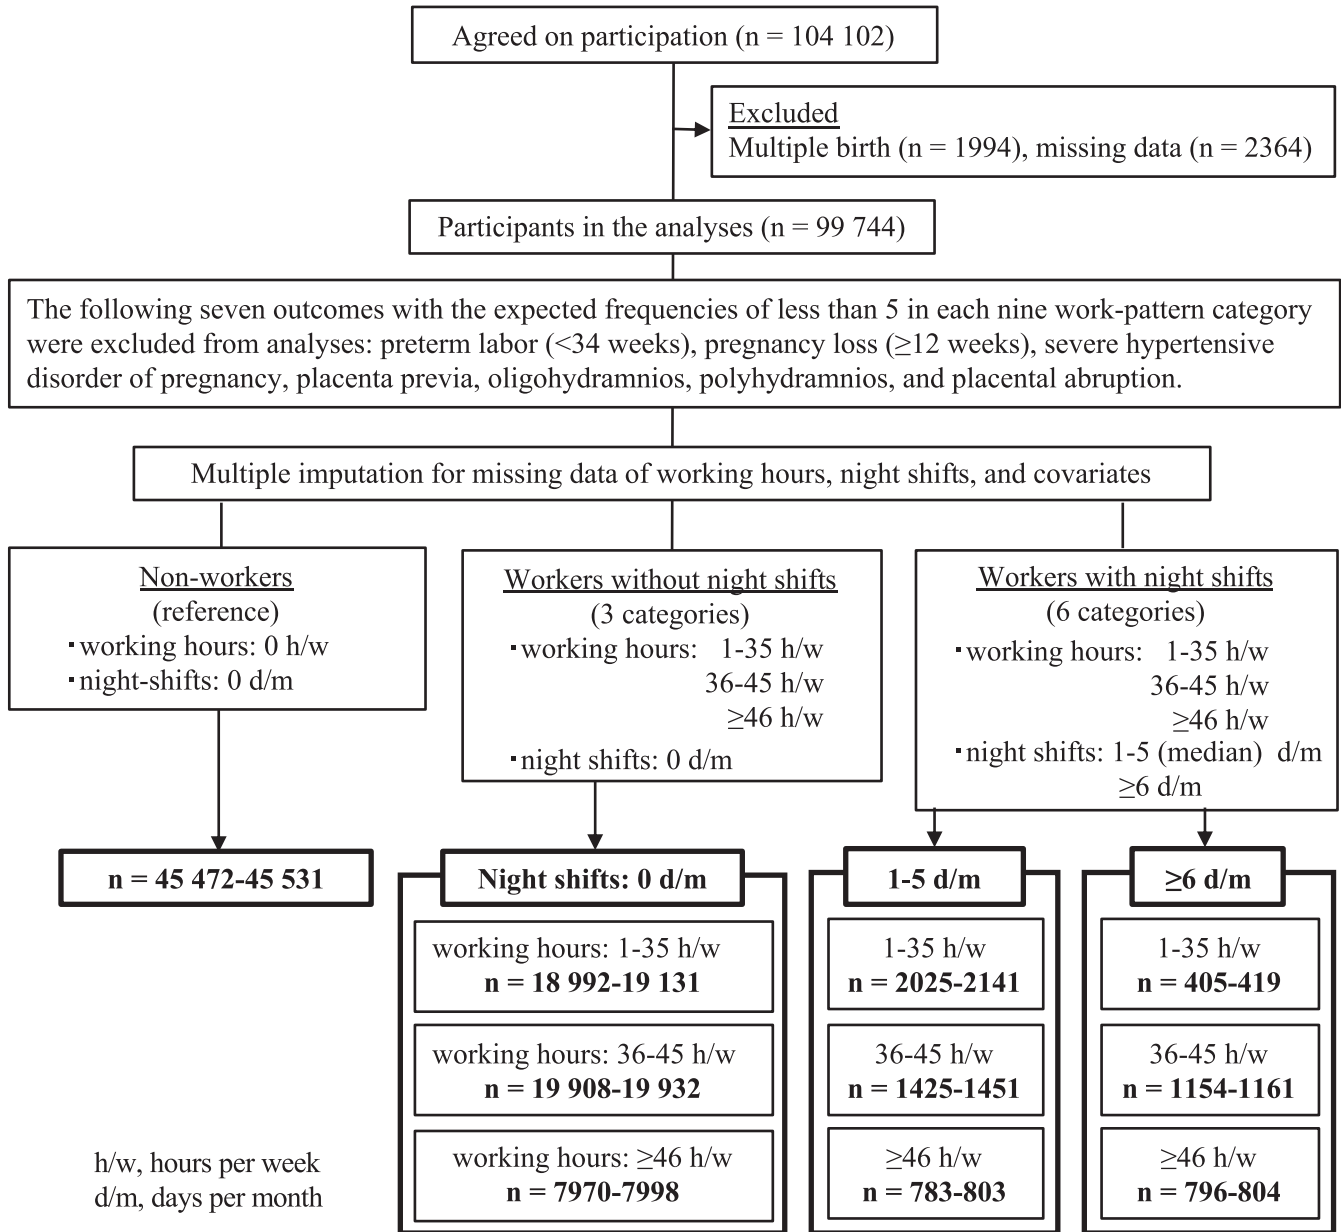 Agreed on participation (n = 104 102)
Excluded
Multiple birth (n = 1994), missing data (n = 2364)
Participants in the analyses (n = 99 744)
The following seven outcomes with the expected frequencies of less than 5 in each nine work-pattern category
were excluded from analyses: preterm labor (<34 weeks), pregnancy loss (≥12 weeks), severe hypertensive
disorder of pregnancy, placenta previa, oligohydramnios, polyhydramnios, and placental abruption.
Multiple imputation for missing data of working hours, night shifts, and covariates
Non-workers
(reference)
・working hours: 0 h/w
・night-shifts: 0 d/m
Workers without night shifts
(3 categories)
・working hours: 1-35 h/w
36-45 h/w
≥46 h/w
・night shifts: 0 d/m
Workers with night shifts
(6 categories)
・working hours: 1-35 h/w
36-45 h/w
≥46 h/w
・night shifts: 1-5 (median) d/m
≥6 d/m
n = 45 472-45 531
Night shifts: 0 d/m
working hours: 1-35 h/w
n = 18 992-19 131
working hours: 36-45 h/w
n = 19 908-19 932
working hours: ≥46 h/w
n = 7970-7998
1-5 d/m
1-35 h/w
n = 2025-2141
36-45 h/w
n = 1425-1451
≥46 h/w
n = 783-803
≥6 d/m
1-35 h/w
n = 405-419
36-45 h/w
n = 1154-1161
≥46 h/w
n = 796-804
h/w, hours per week
d/m, days per month